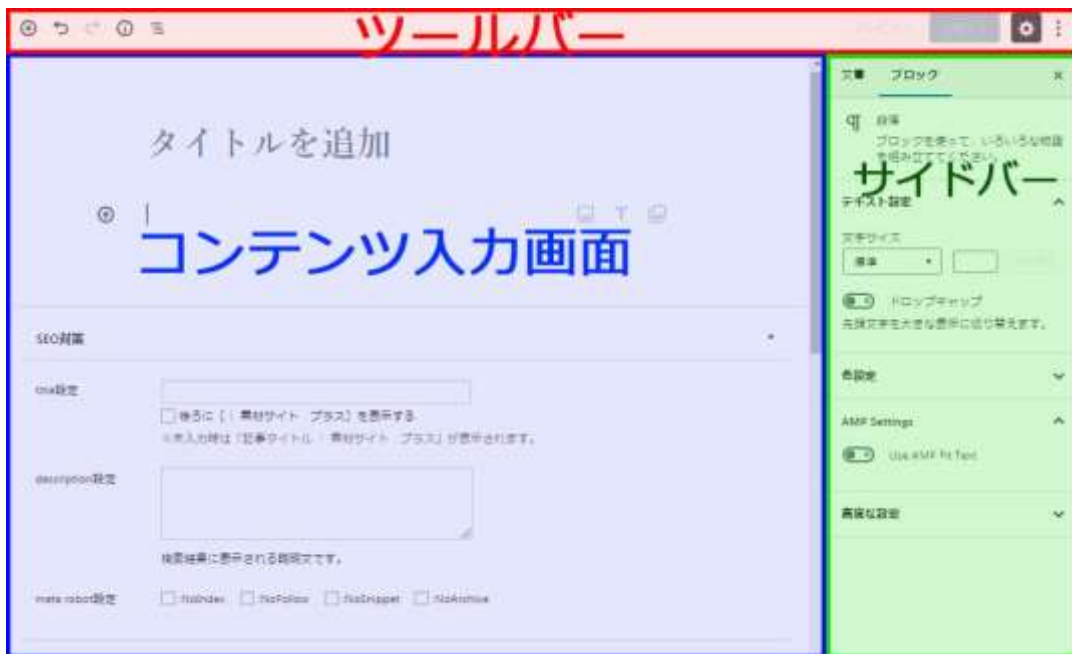 ツールバー
文書 ブロック
タイトルを追加
段落
ブロックを使って、いろいろな物語
を組み立ててください。
サイドバー
テキスト設定
コンテンツ入力画面
文字サイズ
標準
ドロップキャップ
先頭文字を大きな表示に切り替えます。
SEO対策
title設定
色設定
後ろに [ | 素材サイト プラス] を表示する
※未入力時は「記事タイトル | 素材サイト プラス」が表示されます。
AMP Settings
Use AMP Fit Text
description設定
高度な設定
検索結果に表示される説明文です。
meta robot設定
NoIndex NoFollow NoSnippet NoArchive